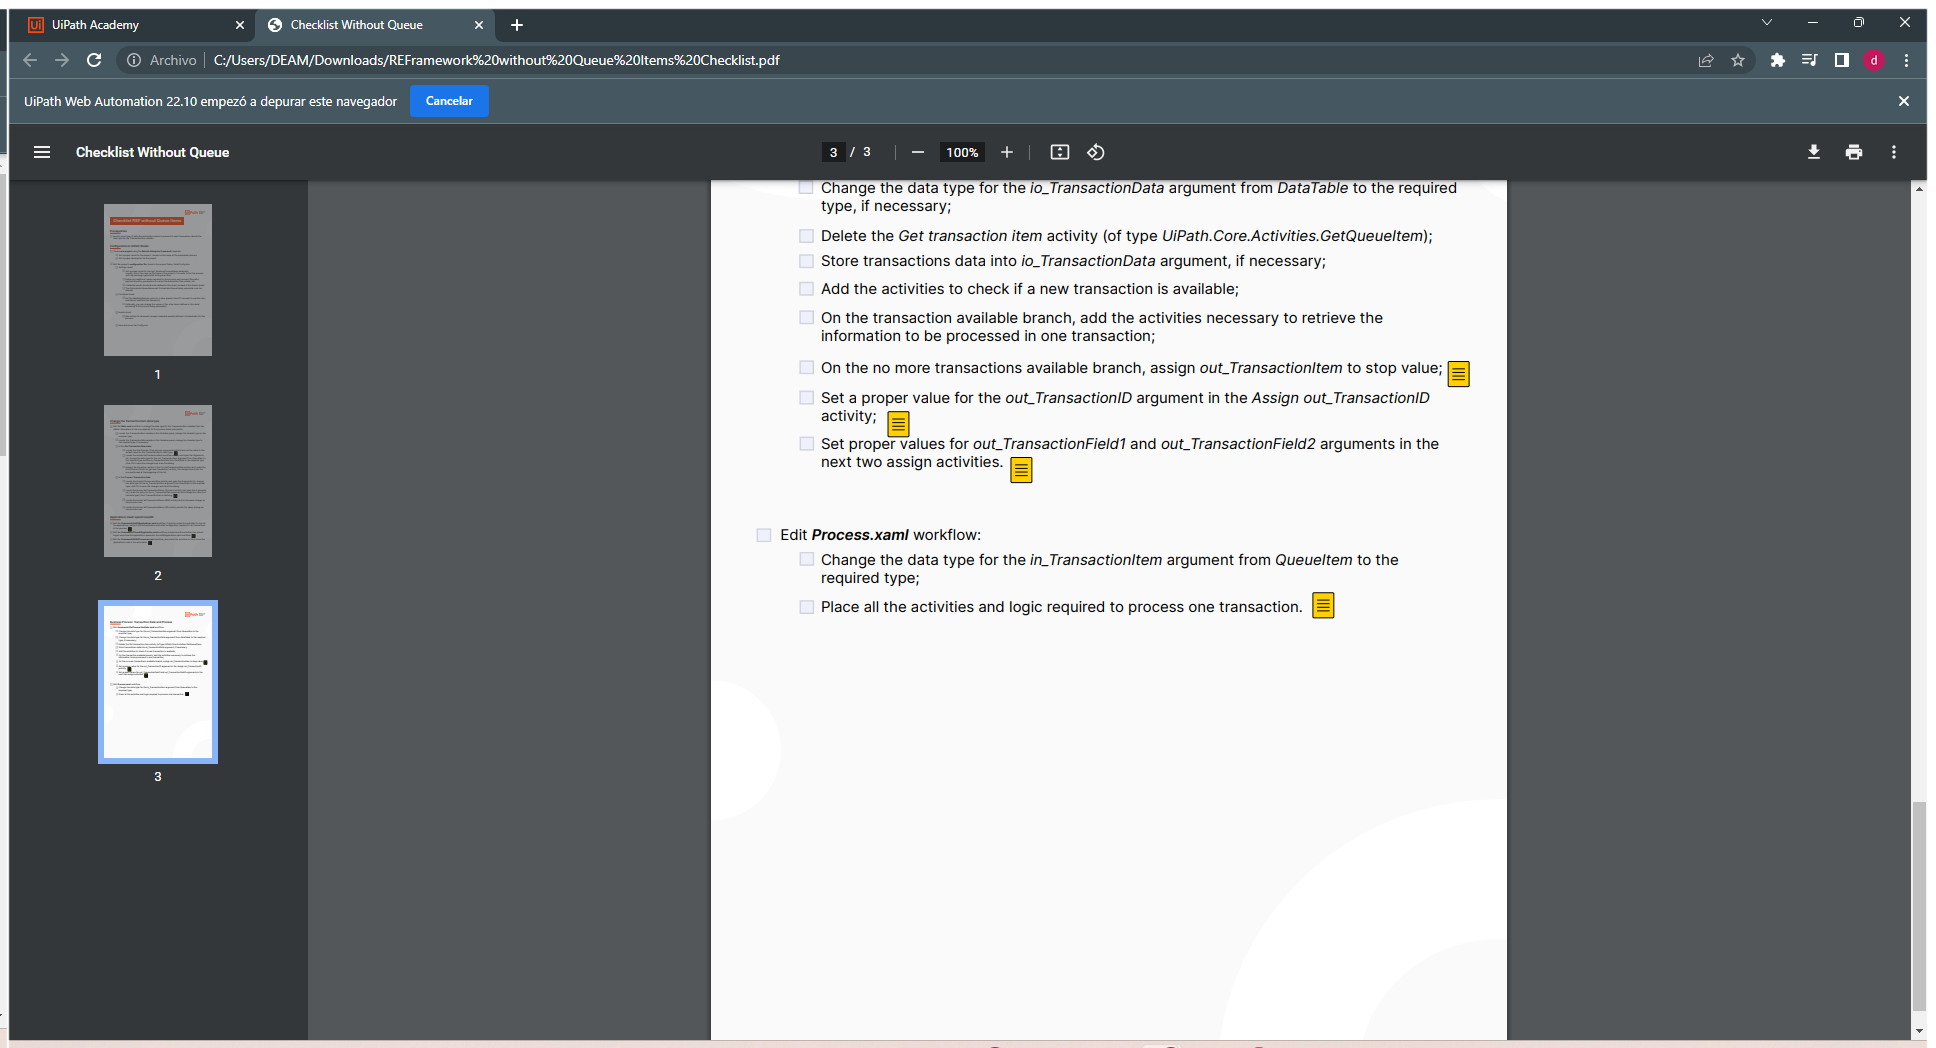 UiPath Academy
Checklist Without Queue
Archivo
C:/Users/DEAM/Downloads/REFramework%20without%20Queue%20Items%20Checklist.pdf
d
UiPath Web Automation 22.10 empezó a depurar este navegador
Cancelar
Checklist Without Queue
3 / 3
100%
1
2
3
Change the data type for the io_TransactionData argument from DataTable to the required
type, if necessary;
Delete the Get transaction item activity (of type UiPath.Core.Activities.GetQueueItem);
Store transactions data into io_TransactionData argument, if necessary;
Add the activities to check if a new transaction is available;
On the transaction available branch, add the activities necessary to retrieve the
information to be processed in one transaction;
On the no more transactions available branch, assign out_TransactionItem to stop value;
Set a proper value for the out_TransactionID argument in the Assign out_TransactionID
activity;
Set proper values for out_TransactionField1 and out_TransactionField2 arguments in the
next two assign activities.
Edit Process.xaml workflow:
Change the data type for the in_TransactionItem argument from QueueItem to the
required type;
Place all the activities and logic required to process one transaction.